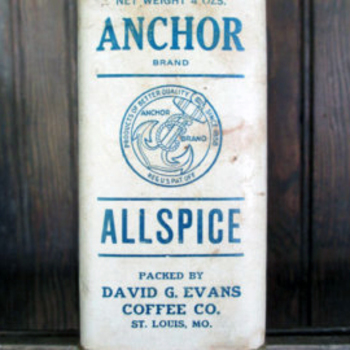 NET WEIGHT 4 OZS.
ANCHOR
BRAND
PRODUCTS OF BETTER QUALITY
ANCHOR
BRAND
REG U.S. PAT. OFF.
ALLSPICE
PACKED BY
DAVID G. EVANS
COFFEE CO.
ST. LOUIS, MO.